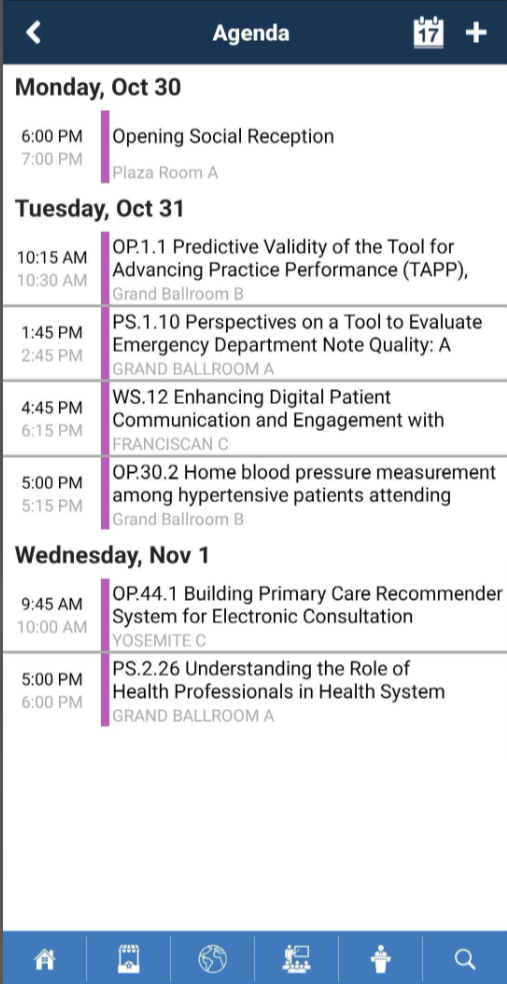 Agenda
17
Monday, Oct 30
6:00 PM
7:00 PM
Opening Social Reception
Plaza Room A
Tuesday, Oct 31
10:15 AM
10:30 AM
OP.1.1 Predictive Validity of the Tool for
Advancing Practice Performance (TAPP),
Grand Ballroom B
1:45 PM
2:45 PM
PS.1.10 Perspectives on a Tool to Evaluate
Emergency Department Note Quality: A
GRAND BALLROOM A
4:45 PM
6:15 PM
WS.12 Enhancing Digital Patient
Communication and Engagement with
FRANCISCAN C
5:00 PM
5:15 PM
OP.30.2 Home blood pressure measurement
among hypertensive patients attending
Grand Ballroom B
Wednesday, Nov 1
9:45 AM
10:00 AM
OP.44.1 Building Primary Care Recommender
System for Electronic Consultation
YOSEMITE C
5:00 PM
6:00 PM
PS.2.26 Understanding the Role of
Health Professionals in Health System
GRAND BALLROOM A